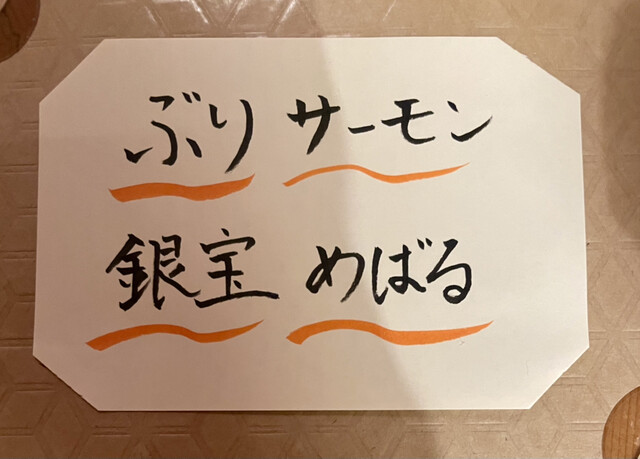 ぶり サーモン
銀宝 めばる